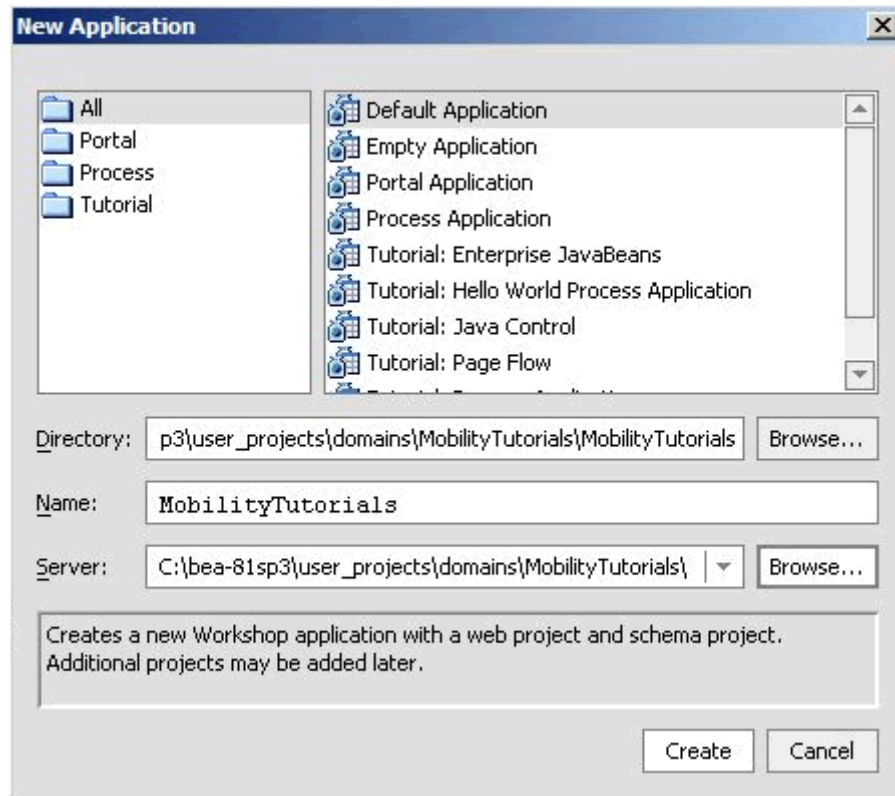 New Application
All
Portal
Process
Tutorial
Default Application
Empty Application
Portal Application
Process Application
Tutorial: Enterprise JavaBeans
Tutorial: Hello World Process Application
Tutorial: Java Control
Tutorial: Page Flow
Directory: p3\user_projects\domains\MobilityTutorials\MobilityTutorials Browse...
Name: MobilityTutorials
Server: C:\bea-81sp3\user_projects\domains\MobilityTutorials\ Browse...
Creates a new Workshop application with a web project and schema project.
Additional projects may be added later.
Create Cancel